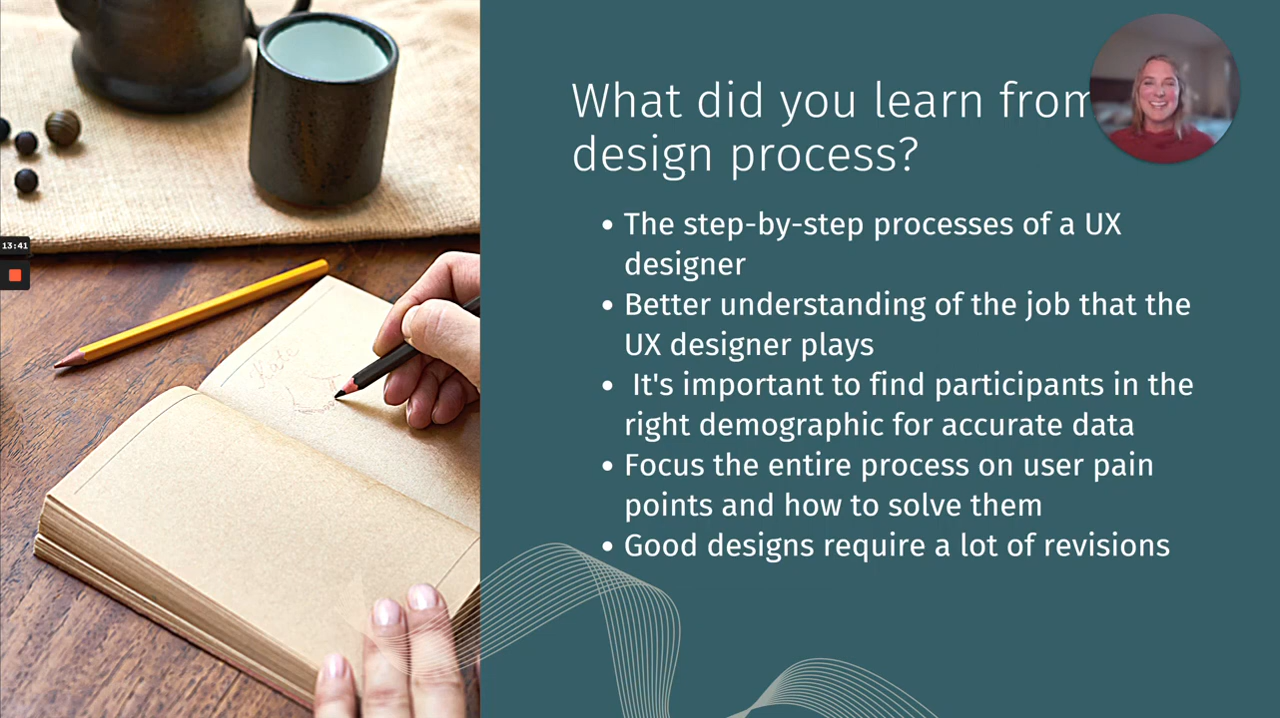 What did you learn from
design process?
• The step-by-step processes of a UX
designer
• Better understanding of the job that the
UX designer plays
• It's important to find participants in the
right demographic for accurate data
• Focus the entire process on user pain
points and how to solve them
• Good designs require a lot of revisions
13:41
Kate